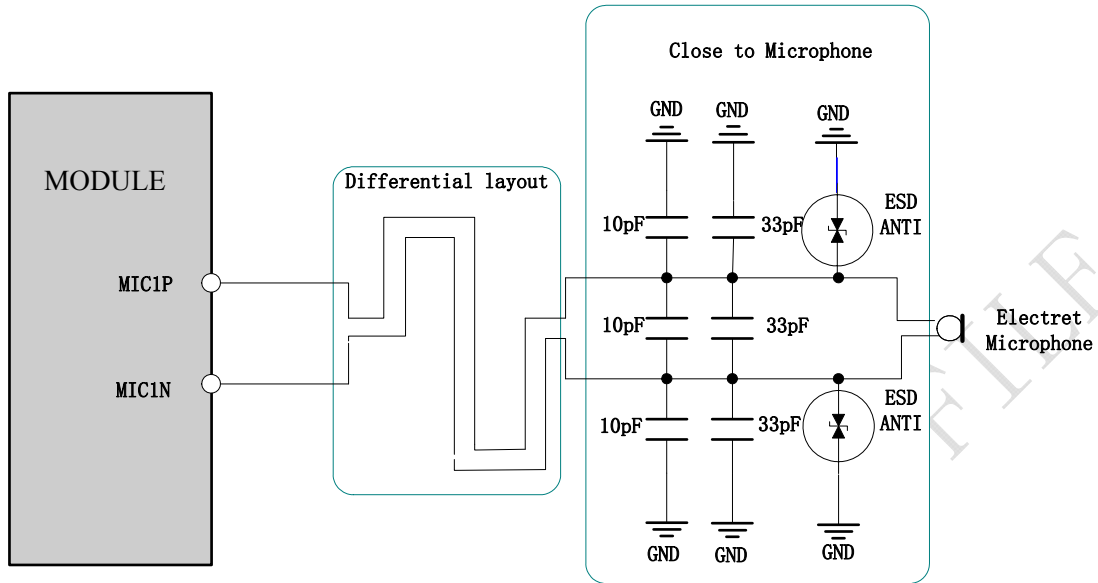 Close to Microphone
GND
GND
GND
MODULE
Differential layout
10pF
33pF
ESD
ANTI
MIC1P
10pF
33pF
Electret
Microphone
MIC1N
10pF
33pF
ESD
ANTI
GND
GND
GND
FILE